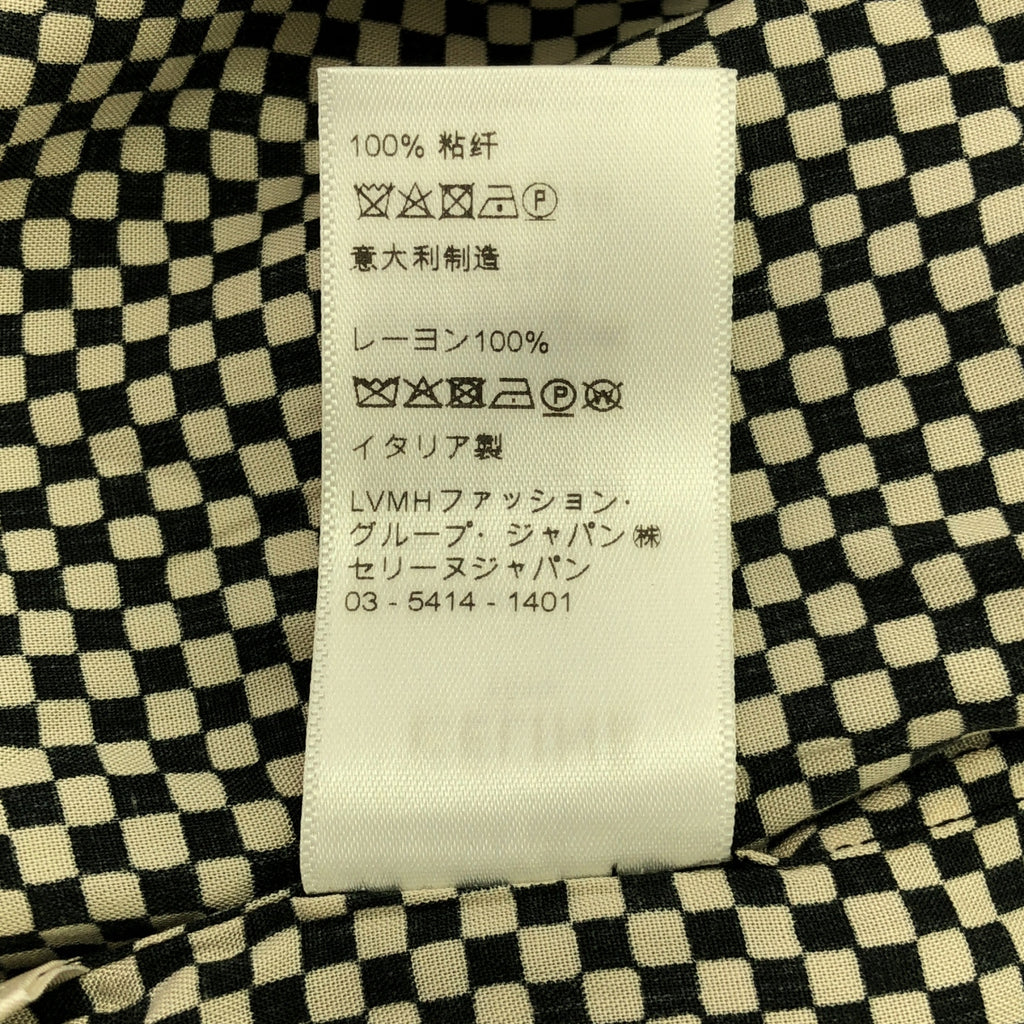 100% 粘纤
意大利制造
レーヨン100%
イタリア製
LVMHファッション・
グループ・ジャパン㈱
セリーヌジャパン
03 - 5414 - 1401